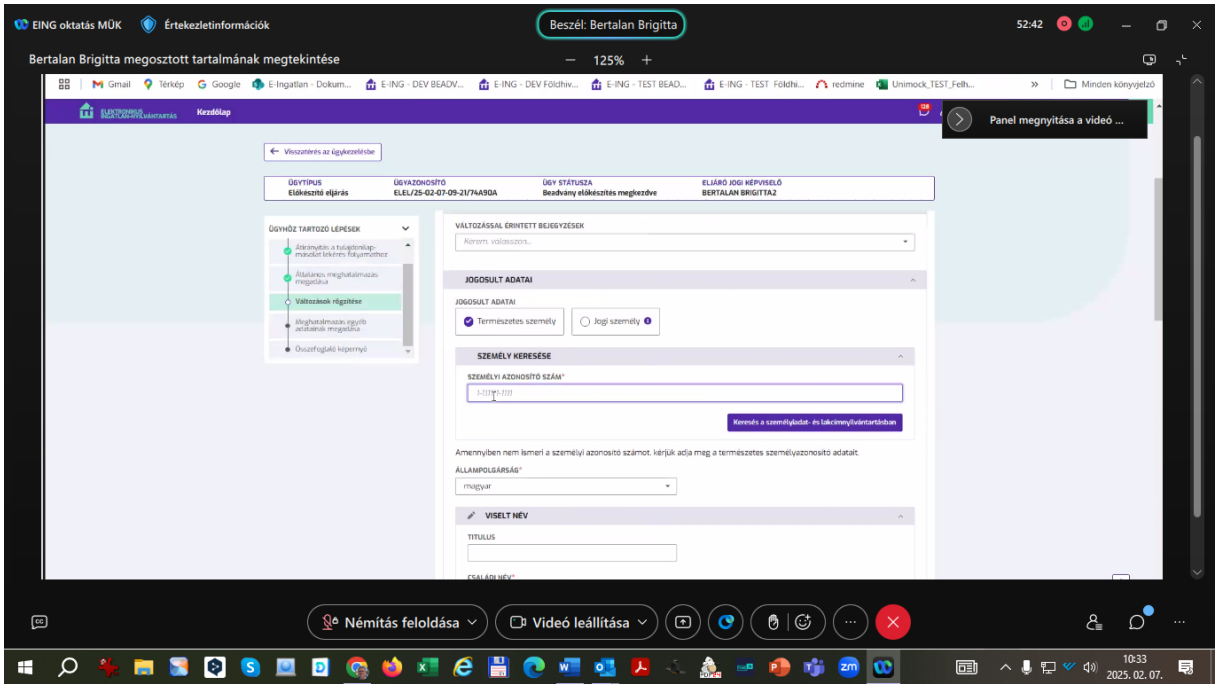 EING oktatás MÜK
Értekezletinformációk
Beszél: Bertalan Brigitta
52:42
Bertalan Brigitta megosztott tartalmának megtekintése
125%
Gmail
Térkép
Google
E-Ingatlan - Dokum...
E-ING - DEV BEADV...
E-ING - DEV Földhiv...
E-ING - TEST BEAD...
E-ING - TEST Földhi...
redmine
Unimock_TEST_Felh...
Minden könyvjelző
ELEKTRONIKUS
INGATLAN-NYILVÁNTARTÁS
Kezdőlap
128
Panel megnyitása a videó ...
Visszatérés az ügykezelésbe
ÜGYTÍPUS
Előkészítő eljárás
ÜGYAZONOSÍTÓ
ELEL/25-02-07-09-21/74A90A
ÜGY STÁTUSZA
Beadvány előkészítés megkezdve
ELJÁRÓ JOGI KÉPVISELŐ
BERTALAN BRIGITTA2
ÜGYHÖZ TARTOZÓ LÉPÉSEK
Átirányítás a tulajdonilap-
másolat lekérés folyamathoz
Általános meghatalmazás
megadása
Változások rögzítése
Meghatalmazás egyéb
adatainak megadása
Összefoglaló képernyő
VÁLTOZÁSSAL ÉRINTETT BEJEGYZÉSEK
Kérem, válasszon...
JOGOSULT ADATAI
JOGOSULT ADATAI
Természetes személy
Jogi személy
SZEMÉLY KERESÉSE
SZEMÉLYI AZONOSÍTÓ SZÁM*
Keresés a személyiadat- és lakcímnyilvántartásban
Amennyiben nem ismeri a személyi azonosító számot, kérjük adja meg a természetes személyazonosító adatait.
ÁLLAMPOLGÁRSÁG*
magyar
VISELT NÉV
TITULUS
CSALÁDI NÉV*
Némítás feloldása
Videó leállítása
10:33
2025. 02. 07.